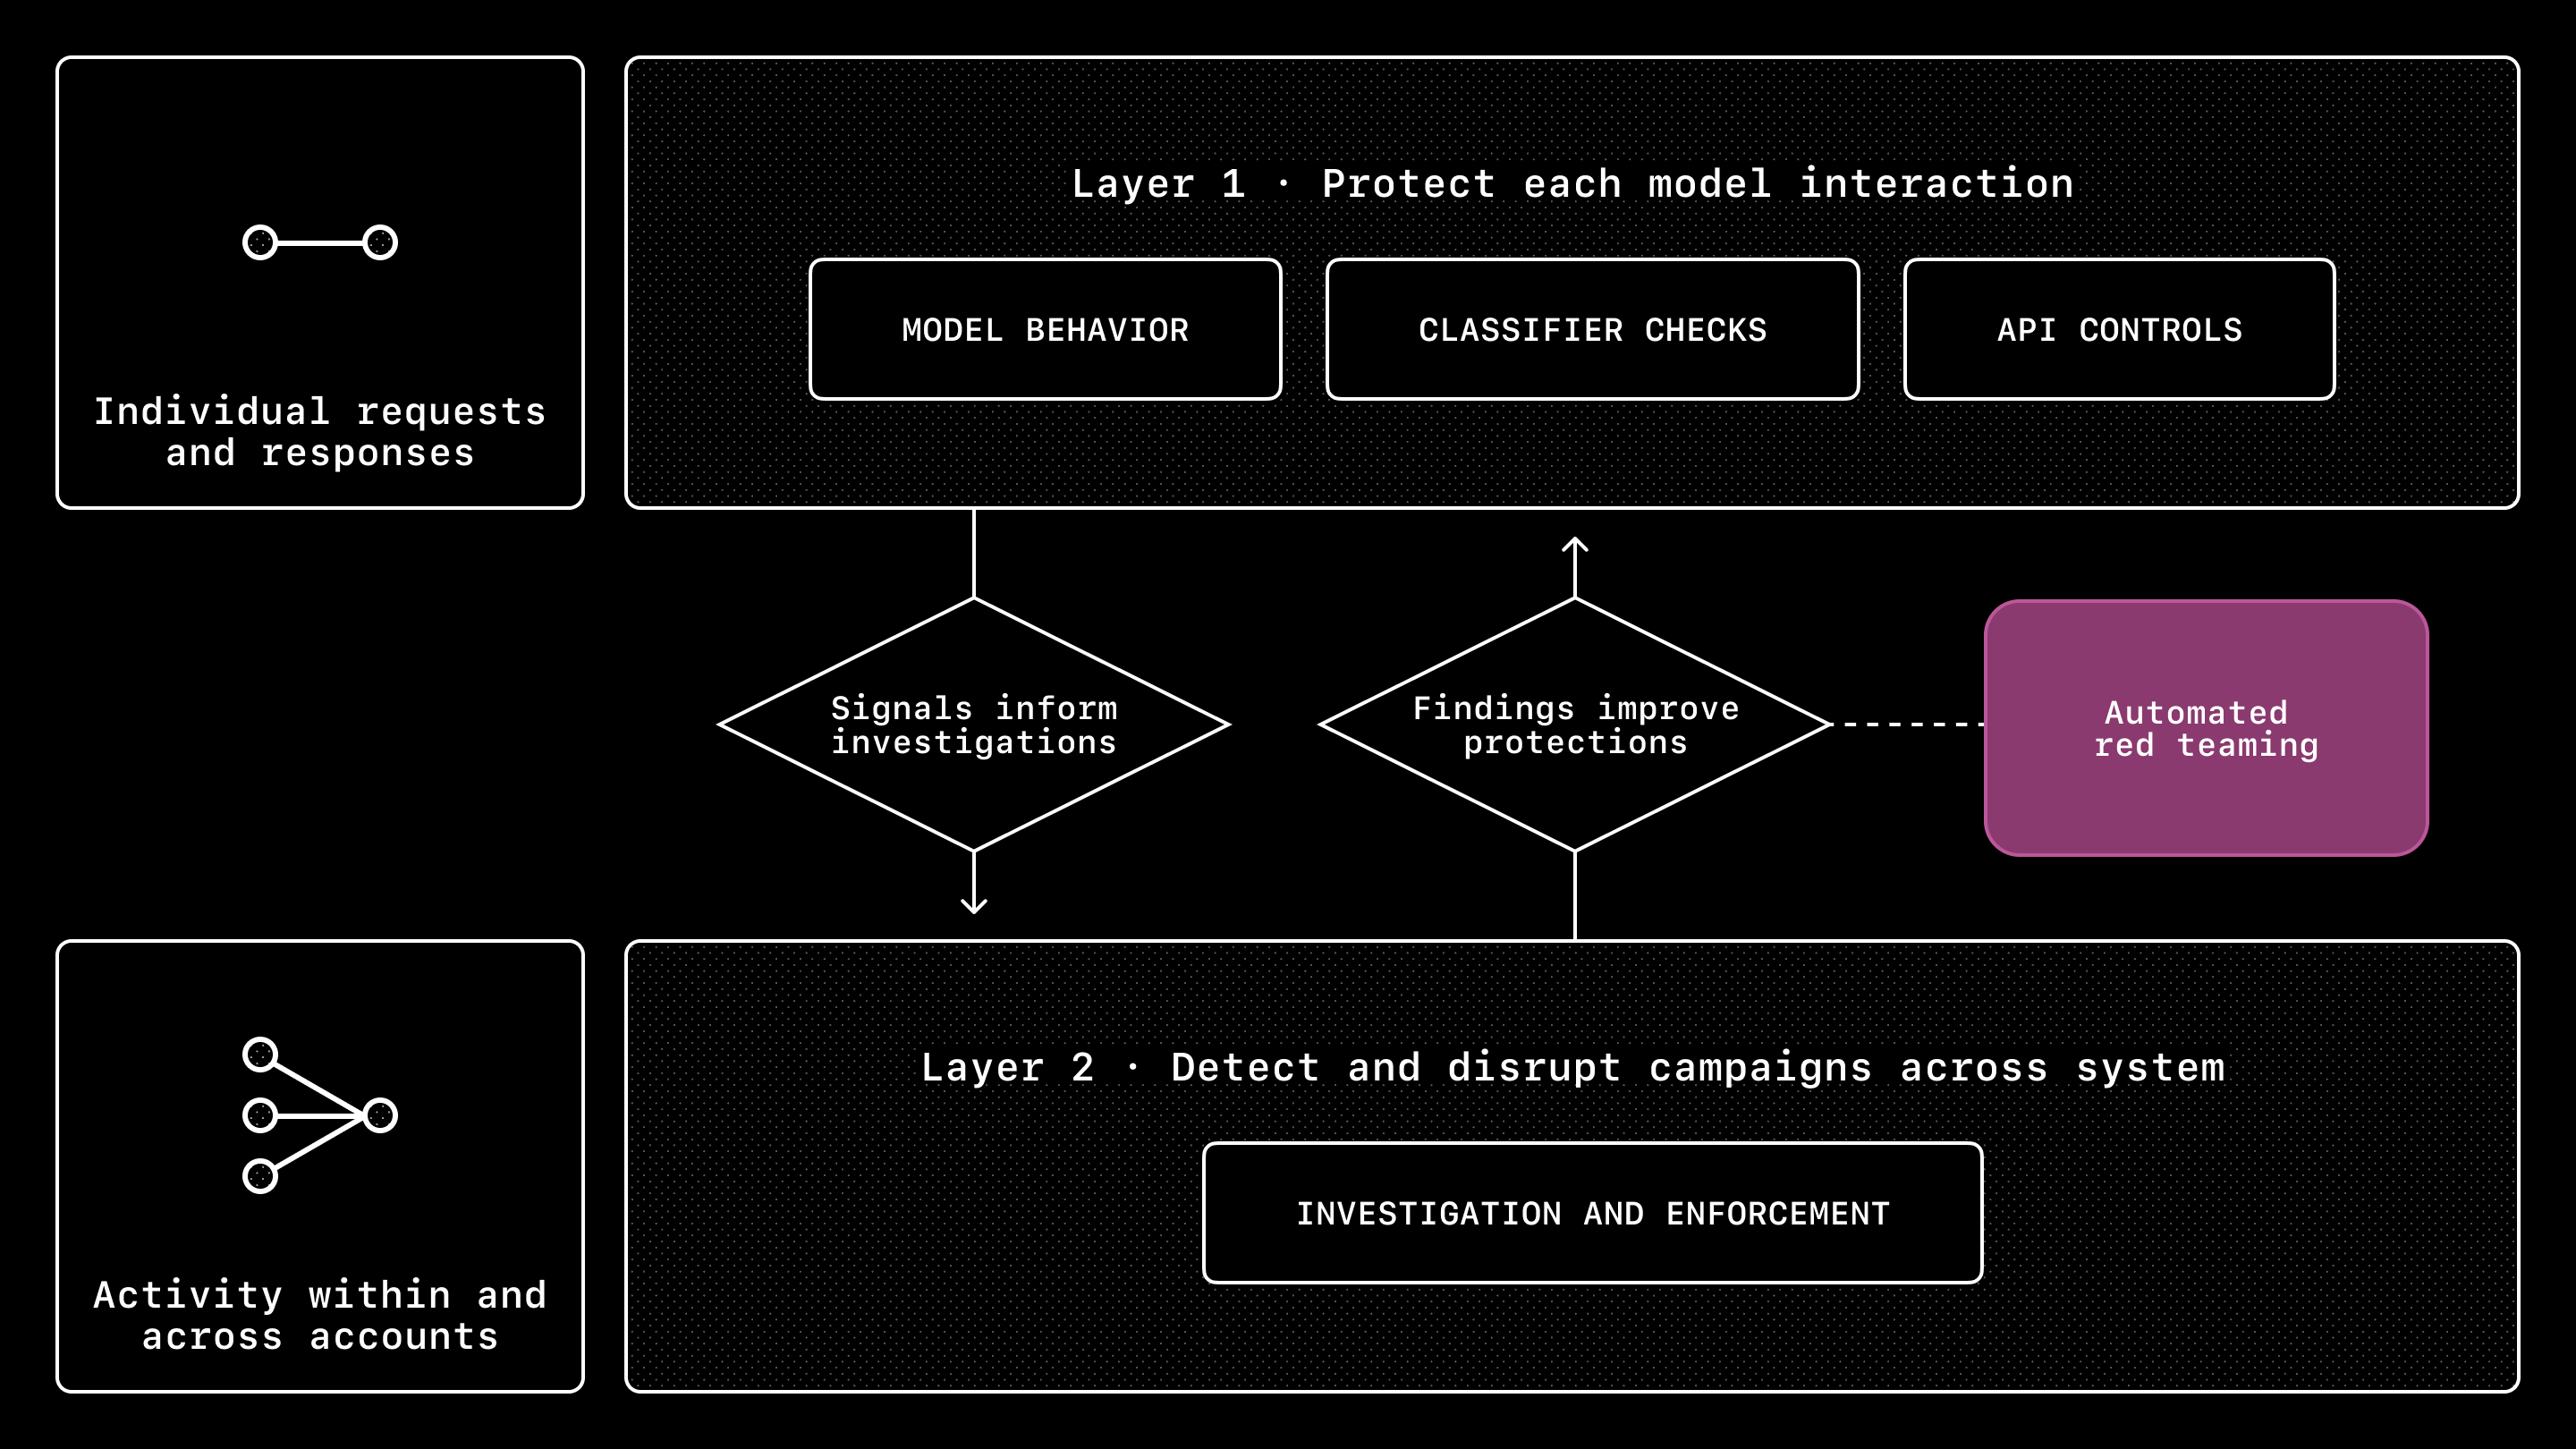 Layer 1 · Protect each model interaction
MODEL BEHAVIOR
CLASSIFIER CHECKS
API CONTROLS
Individual requests
and responses
Signals inform
investigations
Findings improve
protections
Automated
red teaming
Layer 2 · Detect and disrupt campaigns across system
INVESTIGATION AND ENFORCEMENT
Activity within and
across accounts